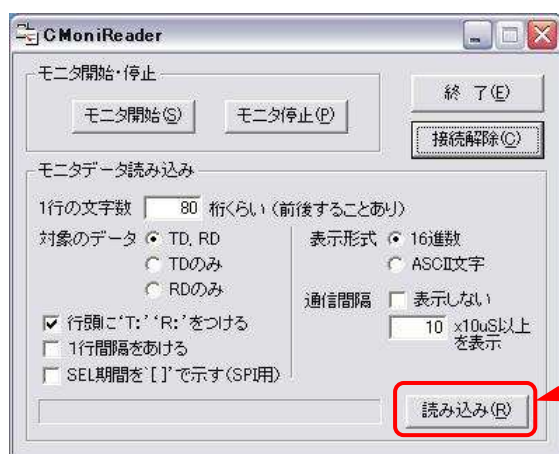 CMoniReader
モニタ開始・停止
モニタ開始(S)
モニタ停止(P)
終 了(E)
接続解除(C)
モニタデータ読み込み
1行の文字数 80 桁くらい（前後することあり）
対象のデータ TD, RD
TDのみ
RDのみ
行頭に'T:' 'R:'をつける
1行間隔をあける
SEL期間を`[ ]'で示す(SPI用)
表示形式 16進数
ASCII文字
通信間隔 表示しない
10 x10uS以上
を表示
読み込み(R)